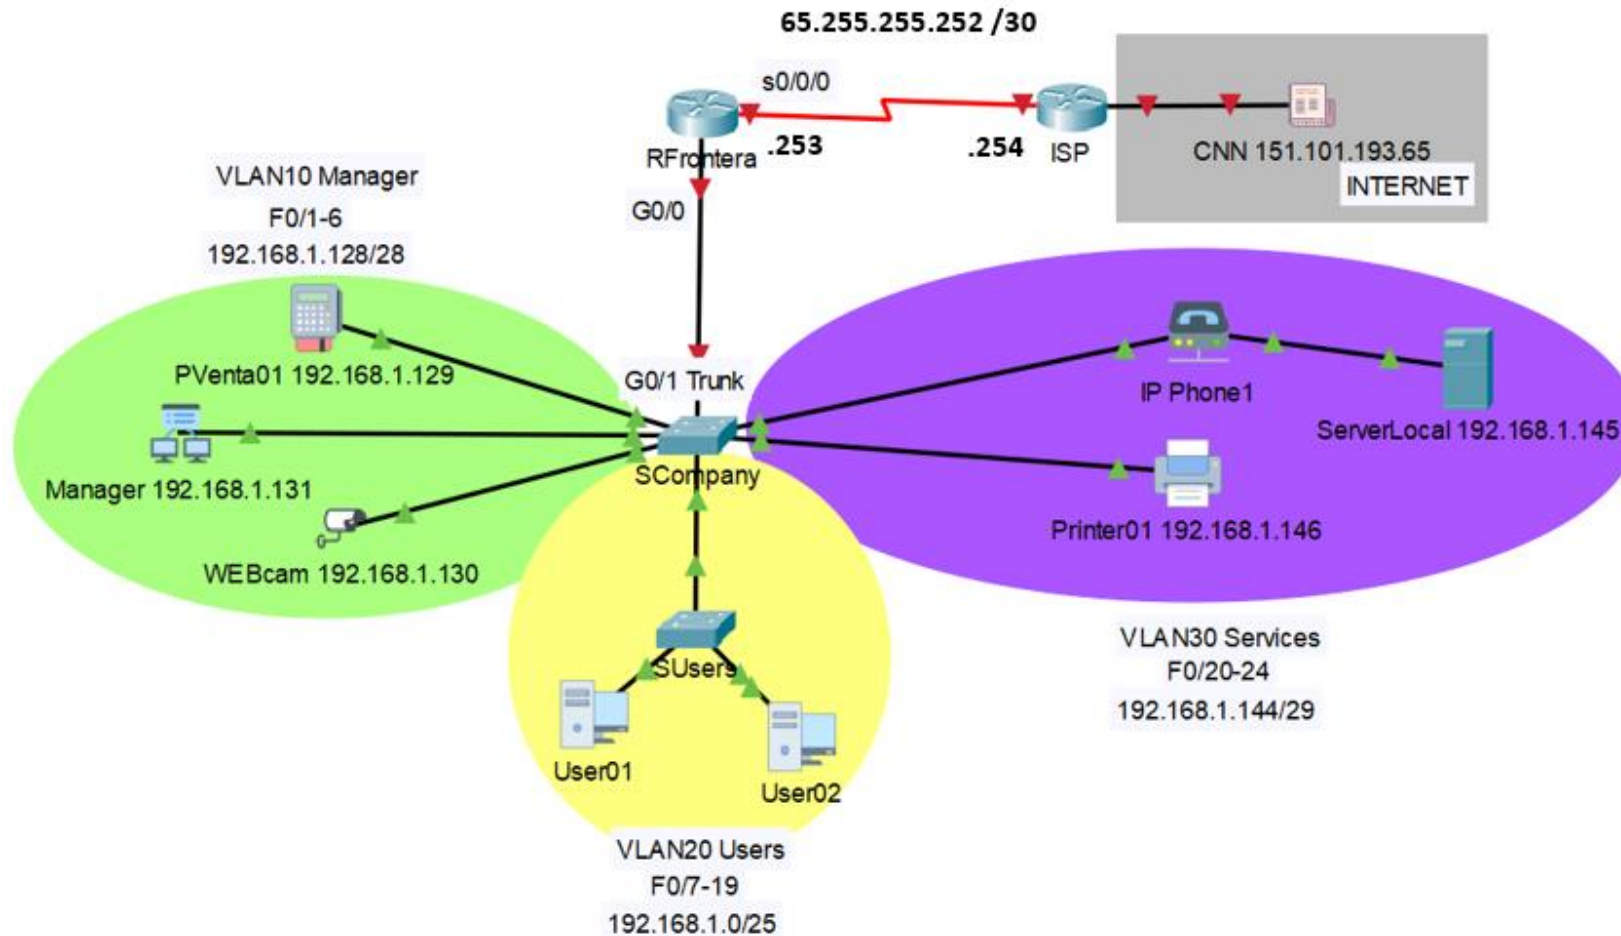 65.255.255.252 /30
s0/0/0
RFrontera
.253
.254
ISP
CNN 151.101.193.65
INTERNET
G0/0
VLAN10 Manager
F0/1-6
192.168.1.128/28
PVenta01 192.168.1.129
Manager 192.168.1.131
WEBcam 192.168.1.130
G0/1 Trunk
SCompany
IP Phone1
ServerLocal 192.168.1.145
Printer01 192.168.1.146
VLAN30 Services
F0/20-24
192.168.1.144/29
SUsers
User01
User02
VLAN20 Users
F0/7-19
192.168.1.0/25